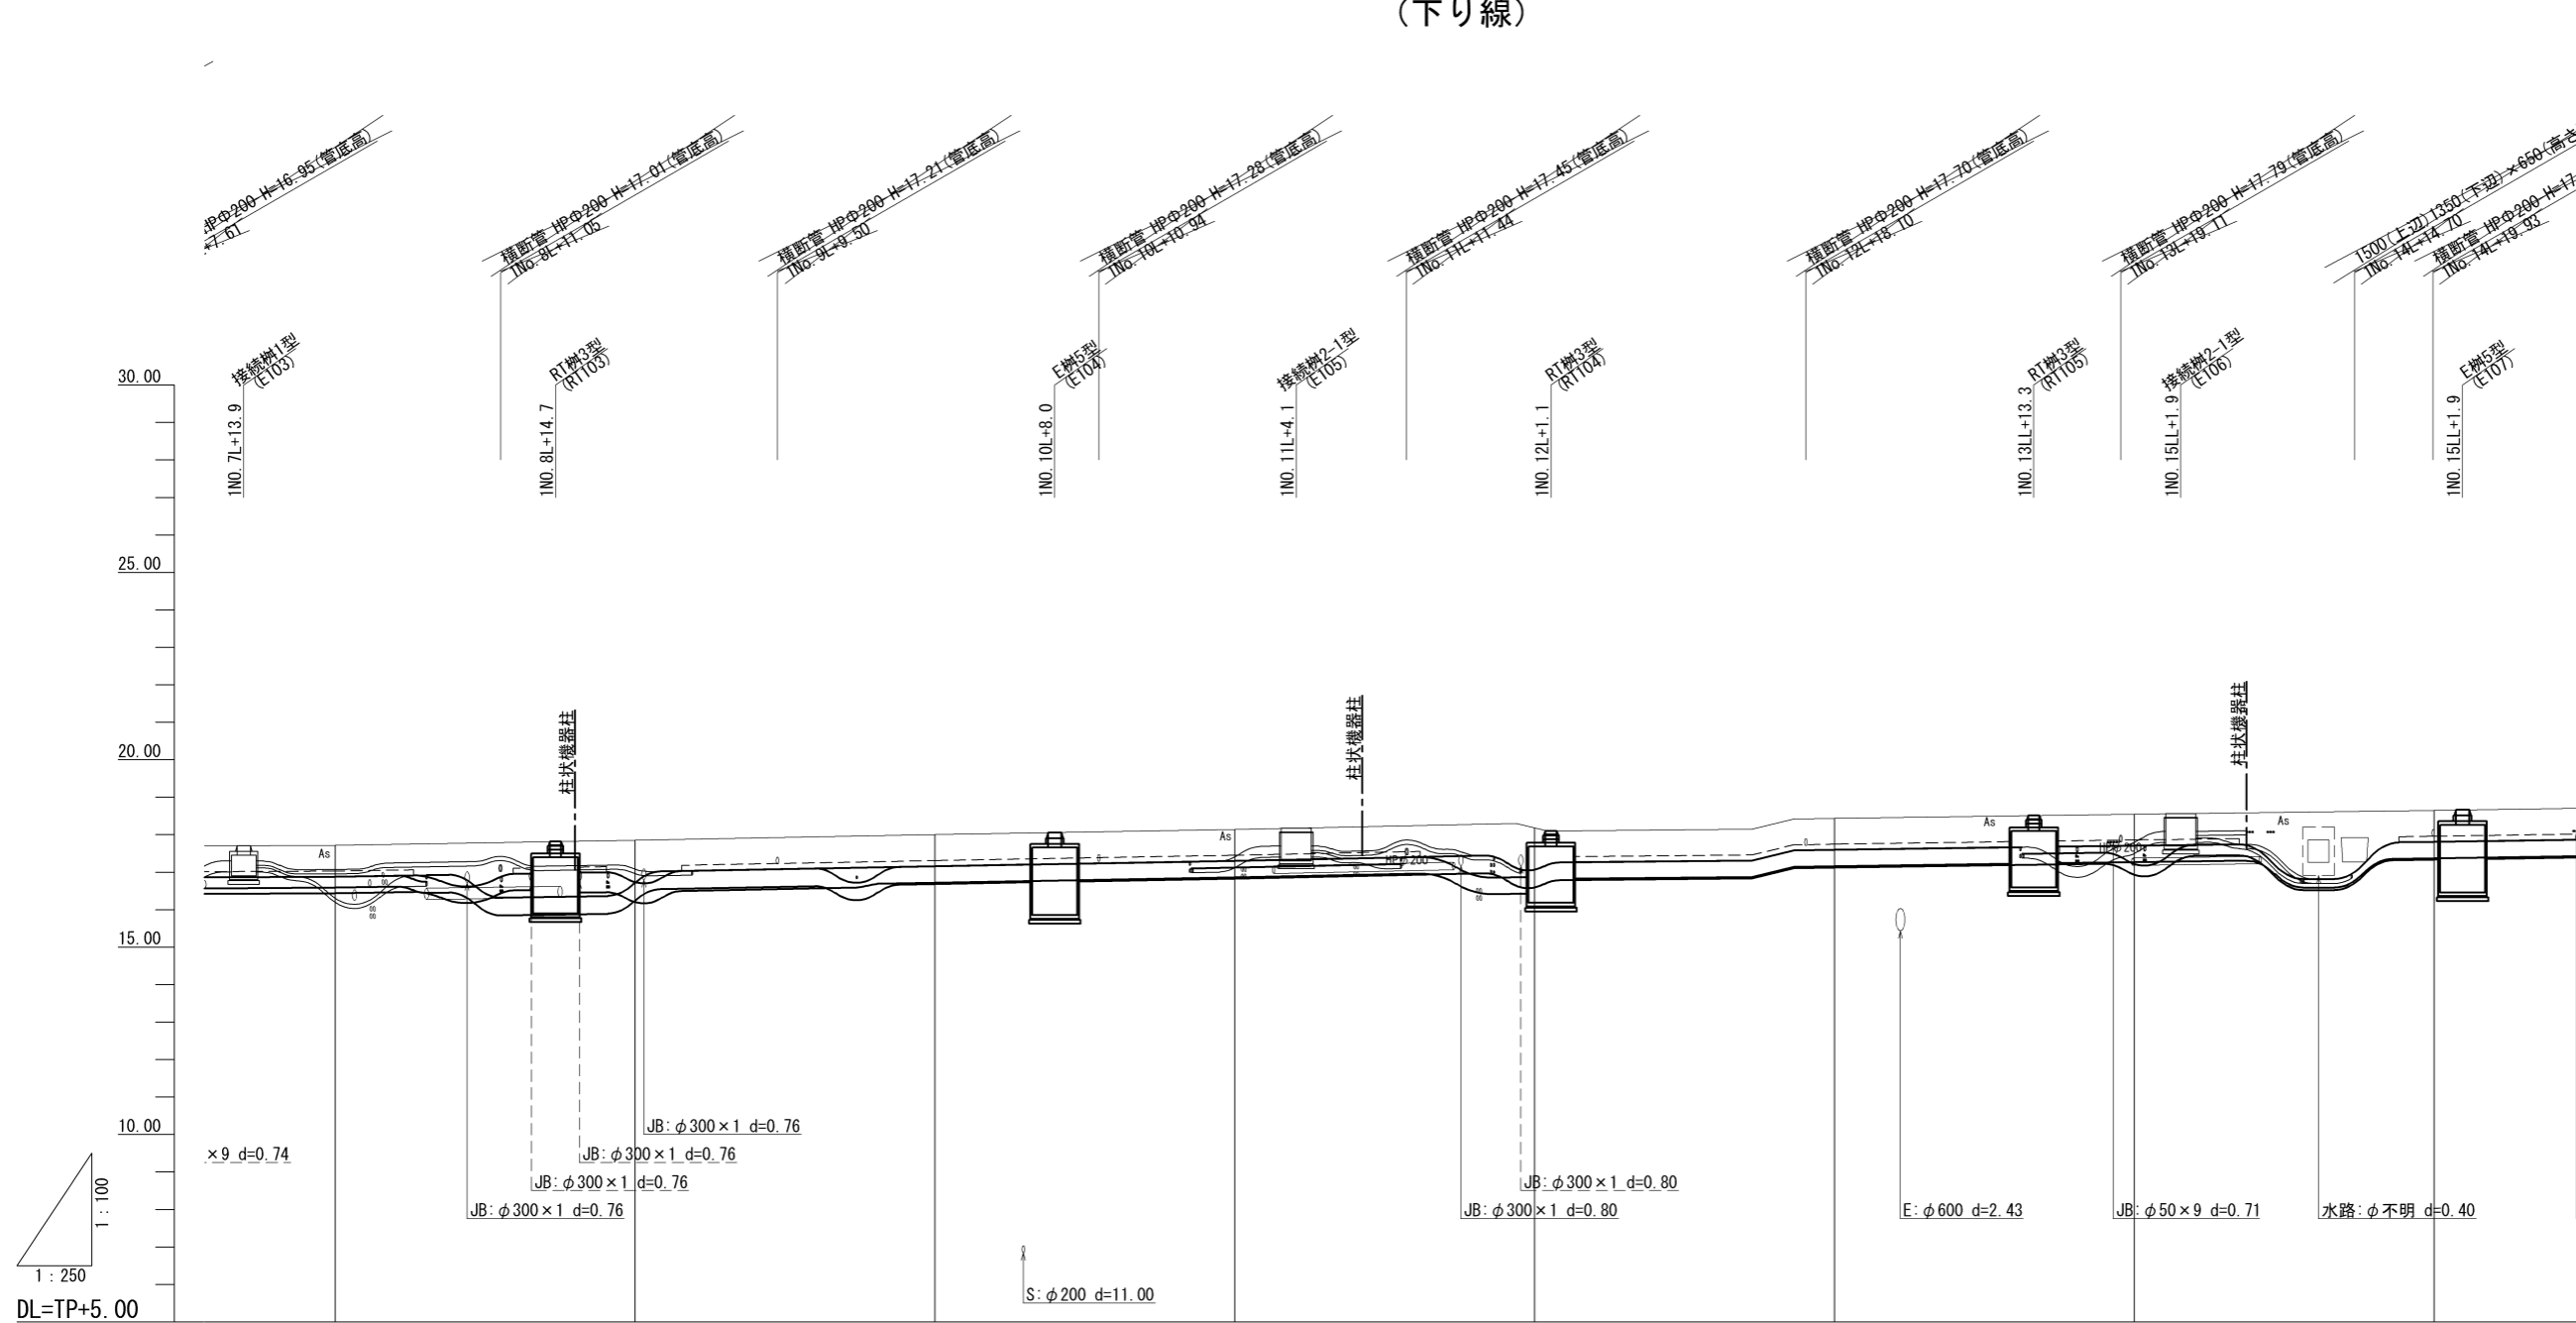 (下り線)
HPΦ200 H=16.95(管底高)
+7.61
横断管 HPΦ200 H=17.01(管底高)
1No.8L+11.05
横断管 HPΦ200 H=17.21(管底高)
1No.9L+9.50
横断管 HPΦ200 H=17.28(管底高)
1No.10L+10.94
横断管 HPΦ200 H=17.45(管底高)
1No.11L+11.44
横断管 HPΦ200 H=17.70(管底高)
1No.12L+18.10
横断管 HPΦ200 H=17.79(管底高)
1No.13L+19.11
1500(上辺)1350(下辺)×650(高さ
1No.14L+14.70
横断管 HPΦ200 H=17
1No.14L+19.93
接続桝1型
(E103)
1NO.7L+13.9
RT桝3型
(RT103)
1NO.8L+14.7
E桝5型
(E104)
1NO.10L+8.0
接続桝2-1型
(E105)
1NO.11L+4.1
RT桝3型
(RT104)
1NO.12L+1.1
RT桝3型
(RT105)
1NO.13LL+13.3
接続桝2-1型
(E106)
1NO.15LL+1.9
E桝5型
(E107)
1NO.15LL+1.9
30.00
25.00
20.00
15.00
10.00
柱状機器柱
柱状機器柱
柱状機器柱
As
As
As
As
HPφ200
HPφ200
×9 d=0.74
JB:φ300×1 d=0.76
JB:φ300×1 d=0.76
JB:φ300×1 d=0.76
JB:φ300×1 d=0.76
JB:φ300×1 d=0.80
JB:φ300×1 d=0.80
E:φ600 d=2.43
JB:φ50×9 d=0.71
水路:φ不明 d=0.40
S:φ200 d=11.00
1:100
1:250
DL=TP+5.00